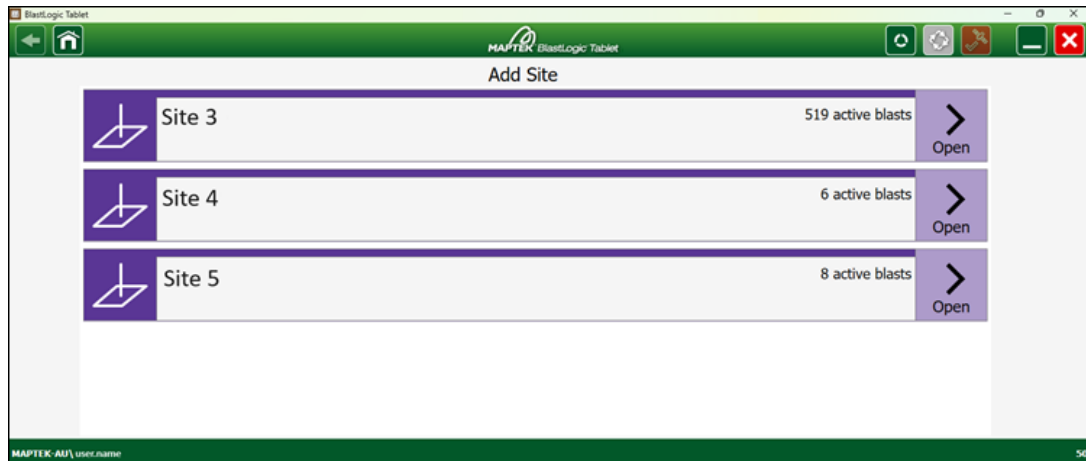 BlastLogic Tablet
MAPTEK BlastLogic Tablet
Add Site
Site 3
519 active blasts
Open
Site 4
6 active blasts
Open
Site 5
8 active blasts
Open
MAPTEK-AU\ user.name